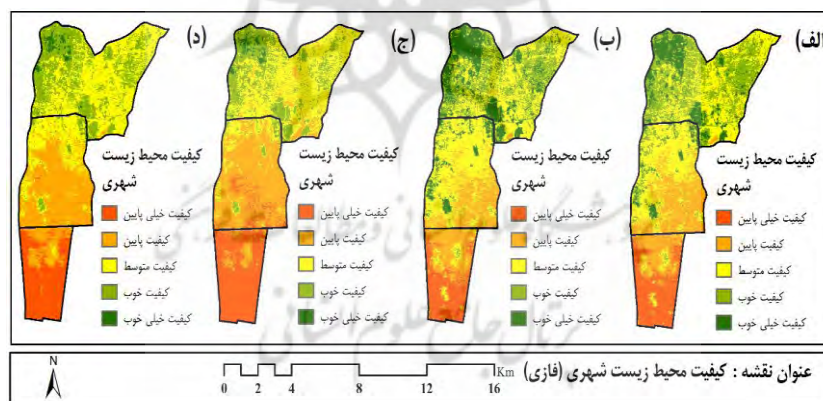 الف)
کیفیت محیط زیست
شهری
کیفیت خیلی پایین
کیفیت پایین
کیفیت متوسط
کیفیت خوب
کیفیت خیلی خوب
(ب)
کیفیت محیط زیست
شهری
کیفیت خیلی پایین
کیفیت پایین
کیفیت متوسط
کیفیت خوب
کیفیت خیلی خوب
(ج)
کیفیت محیط زیست
شهری
کیفیت خیلی پایین
کیفیت پایین
کیفیت متوسط
کیفیت خوب
کیفیت خیلی خوب
(د)
کیفیت محیط زیست
شهری
کیفیت خیلی پایین
کیفیت پایین
کیفیت متوسط
کیفیت خوب
کیفیت خیلی خوب
پرتال جامع علوم انسانی
عنوان نقشه : کیفیت محیط زیست شهری (فازی)
Km
0 2 4 8 12 16
N